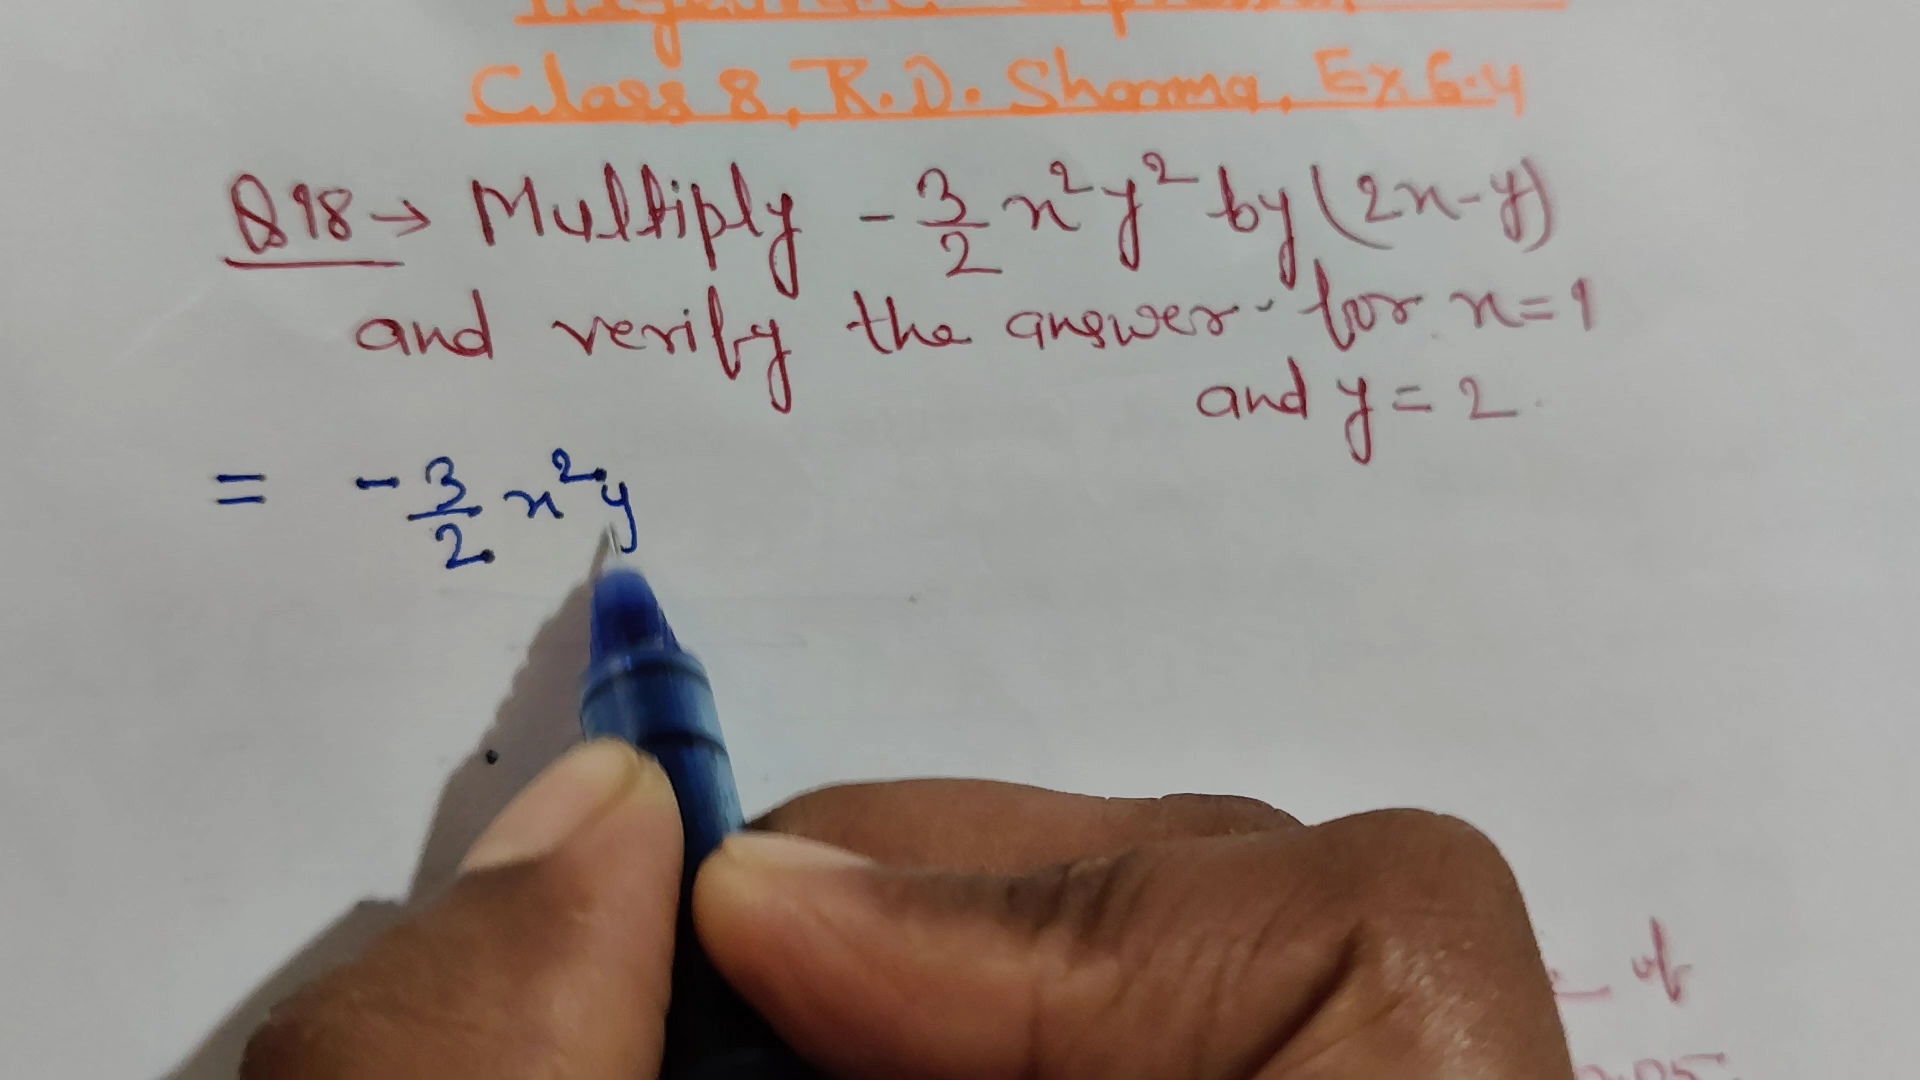 Class 8, R.D. Sharma, Ex 6.4
Q18→ Multiply -3/2 x²y² by (2x-y)
and verify the answer for x=1
and y = 2.
= -3/2 x²y
of